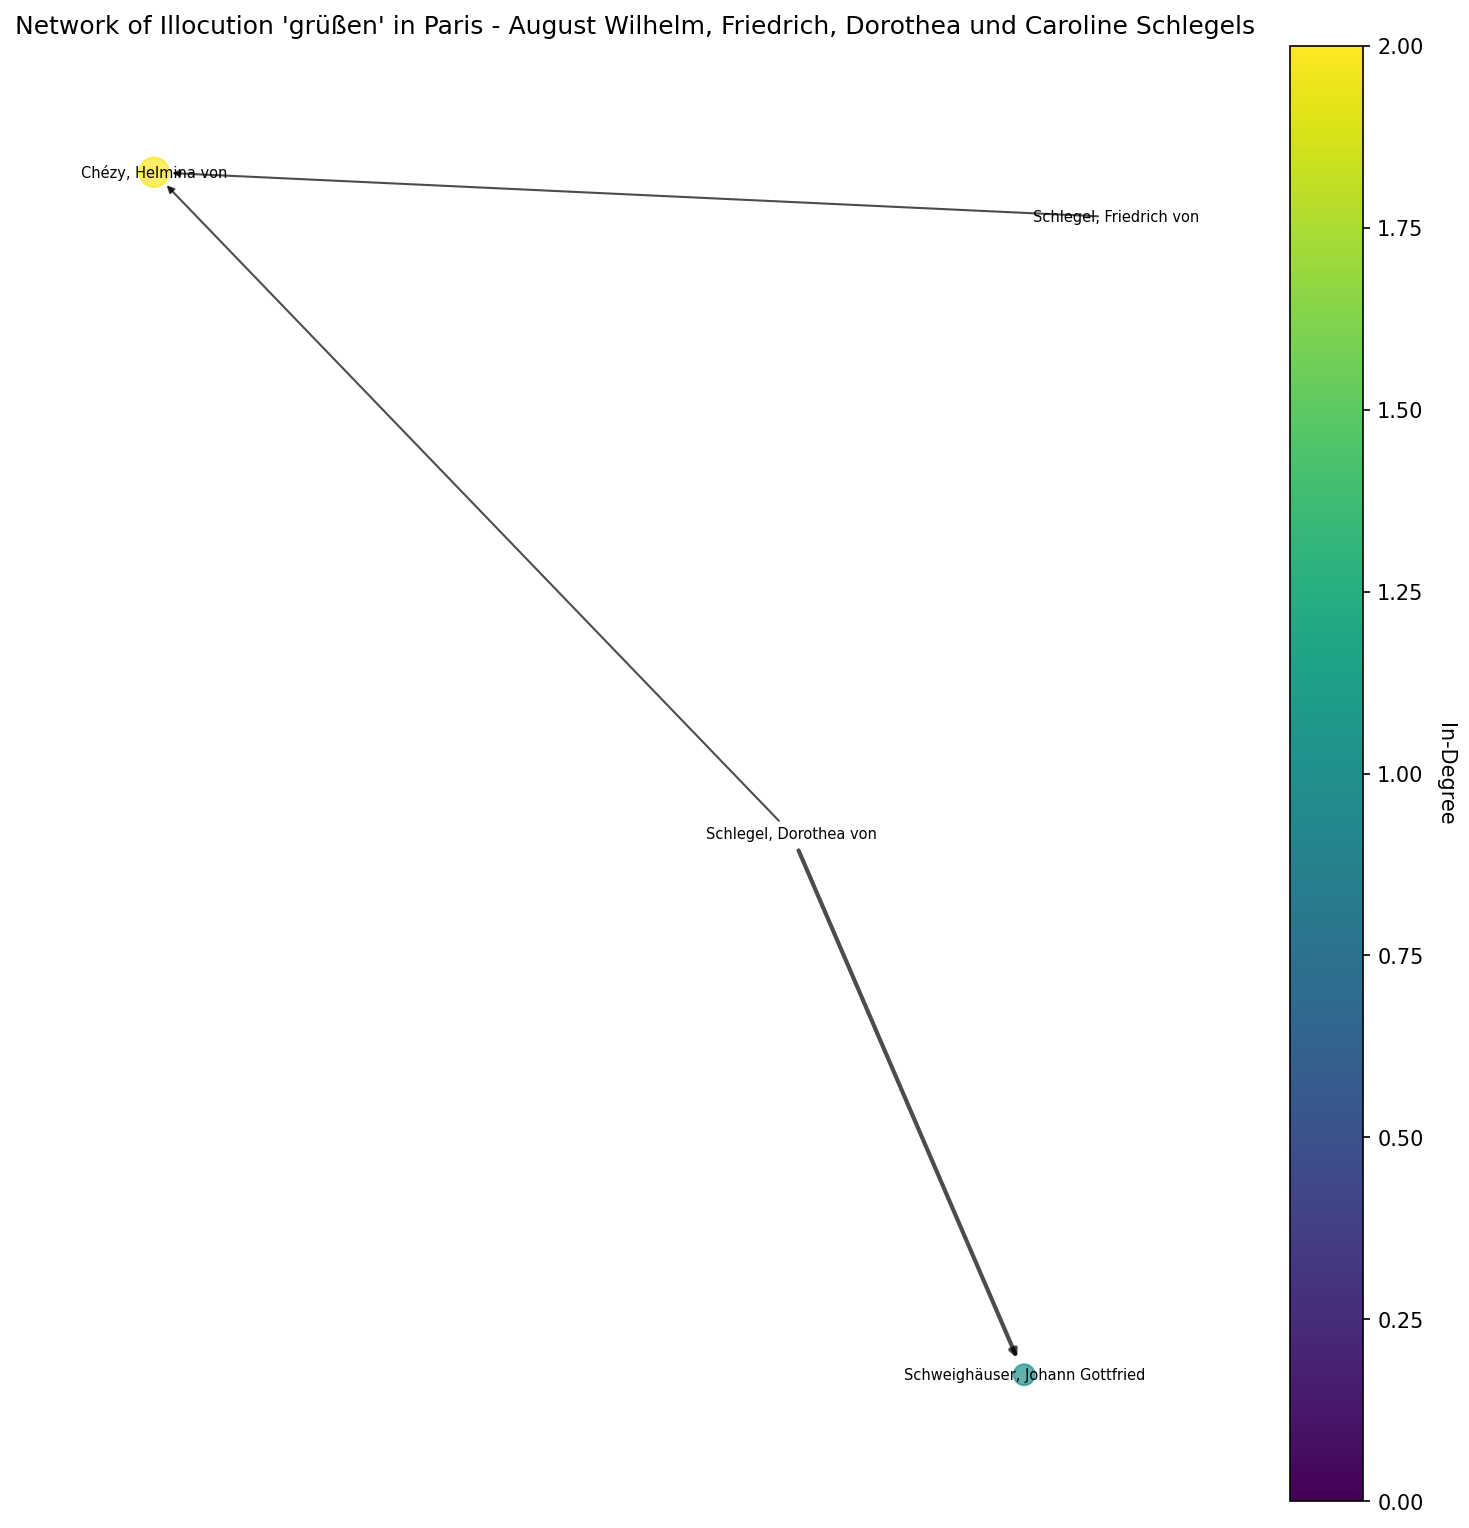 Network of Illocution 'grüßen' in Paris - August Wilhelm, Friedrich, Dorothea und Caroline Schlegels
Chézy, Helmina von
Schlegel, Friedrich von
Schlegel, Dorothea von
Schweighäuser, Johann Gottfried
2.00
1.75
1.50
1.25
1.00
0.75
0.50
0.25
0.00
In-Degree